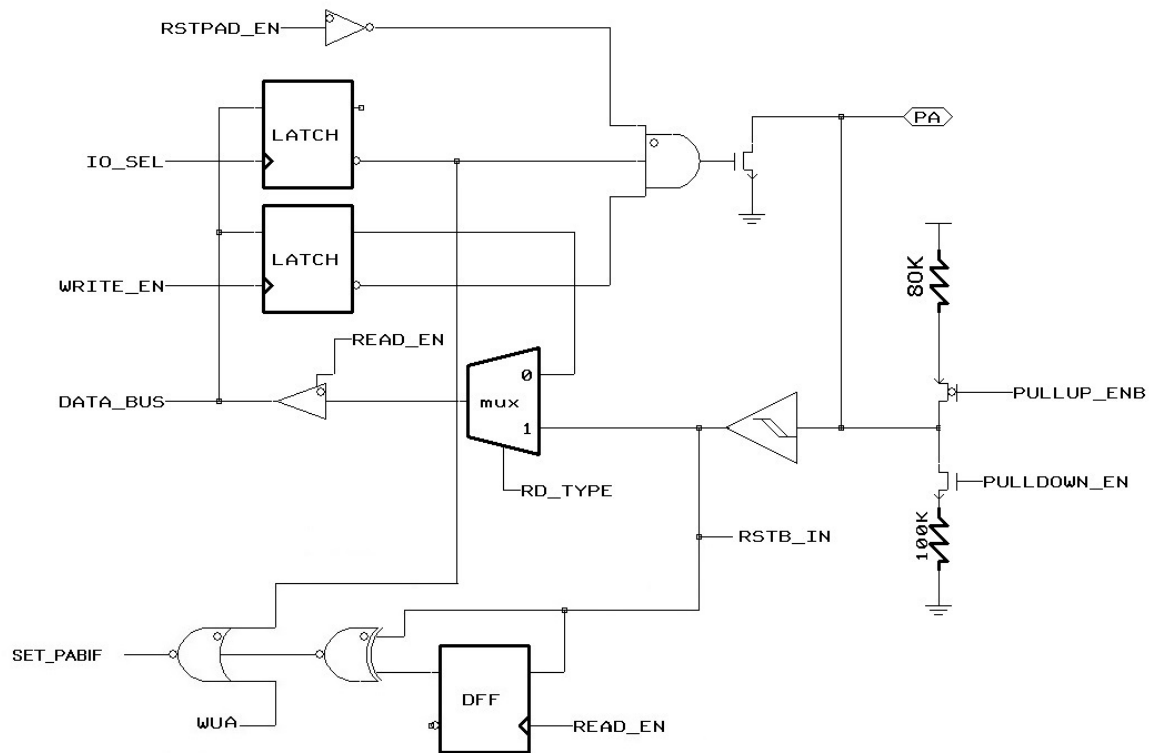 RSTPAD_EN
PA
LATCH
IO_SEL
LATCH
WRITE_EN
80K
READ_EN
0
PULLUP_ENB
DATA_BUS
mux
1
RD_TYPE
PULLDOWN_EN
100K
RSTB_IN
SET_PABIF
DFF
WUA
READ_EN